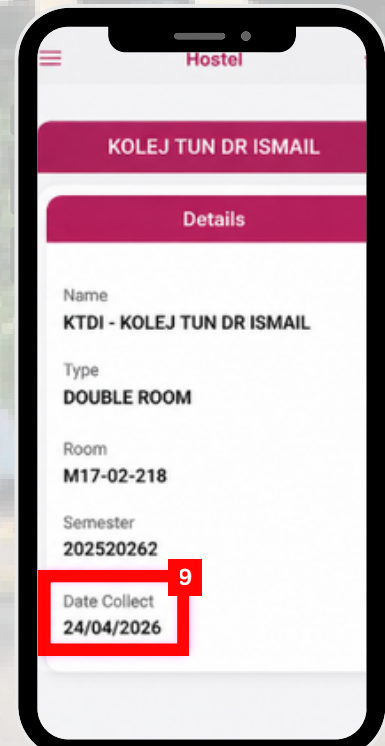 Hostel
KOLEJ TUN DR ISMAIL
Details
Name
KTDI - KOLEJ TUN DR ISMAIL
Type
DOUBLE ROOM
Room
M17-02-218
Semester
202520262
9
Date Collect
24/04/2026